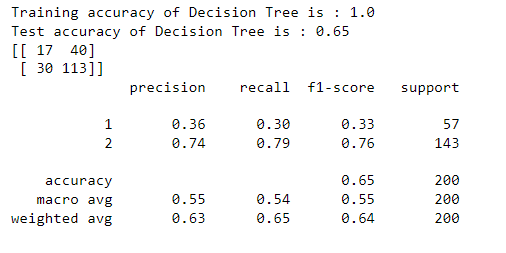 Training accuracy of Decision Tree is : 1.0
Test accuracy of Decision Tree is : 0.65
[[ 17  40]
 [ 30 113]]
              precision    recall  f1-score   support

           1       0.36      0.30      0.33        57
           2       0.74      0.79      0.76       143

    accuracy                           0.65       200
   macro avg       0.55      0.54      0.55       200
weighted avg       0.63      0.65      0.64       200